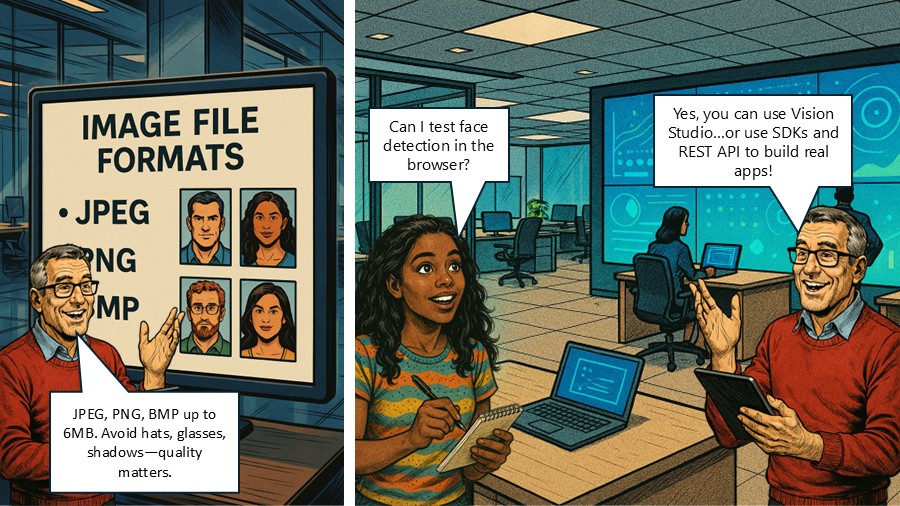 IMAGE FILE
FORMATS
• JPEG
PNG
MP
JPEG, PNG, BMP up to
6MB. Avoid hats, glasses,
shadows—quality
matters.
Can I test face
detection in the
browser?
Yes, you can use Vision
Studio...or use SDKs and
REST API to build real
apps!